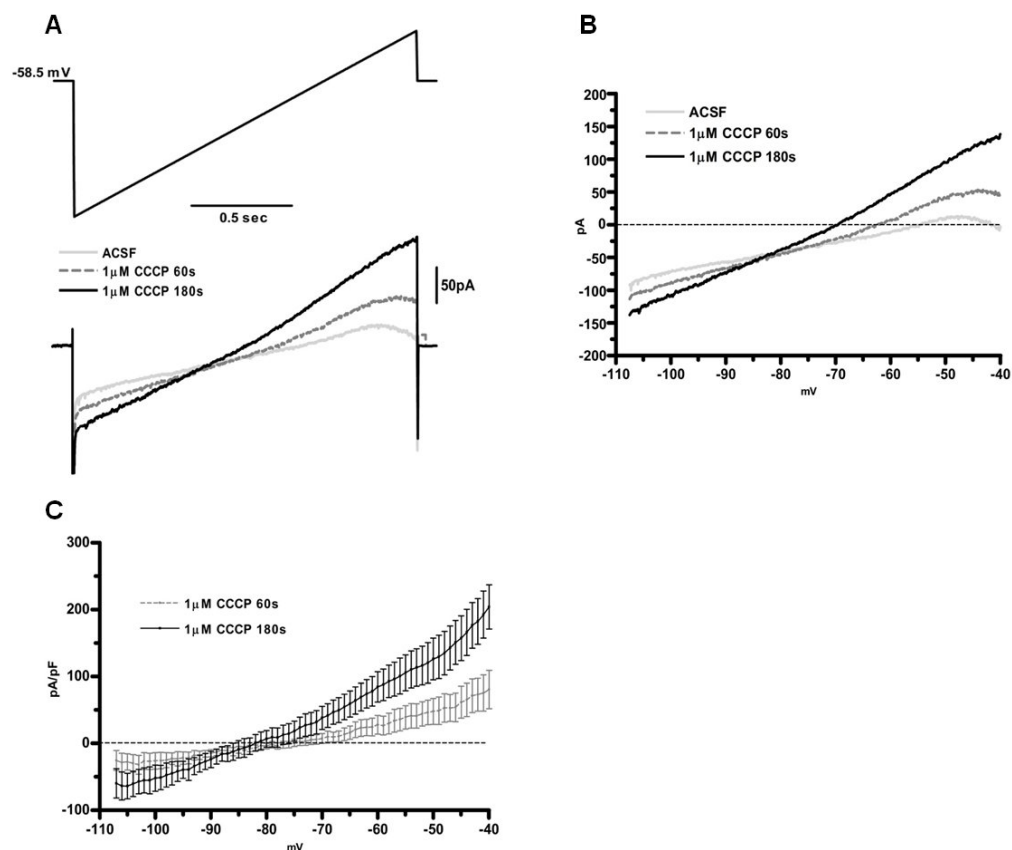 A
-58.5 mV
0.5 sec
ACSF
1μM CCCP 60s
1μM CCCP 180s
50pA
B
200
150
100
50
0
-50
-100
-150
-200
pA
-110 -100 -90 -80 -70 -60 -50 -40
mV
ACSF
1μM CCCP 60s
1μM CCCP 180s
C
300
200
100
0
-100
pA/pF
1μM CCCP 60s
1μM CCCP 180s
-110 -100 -90 -80 -70 -60 -50 -40
mV